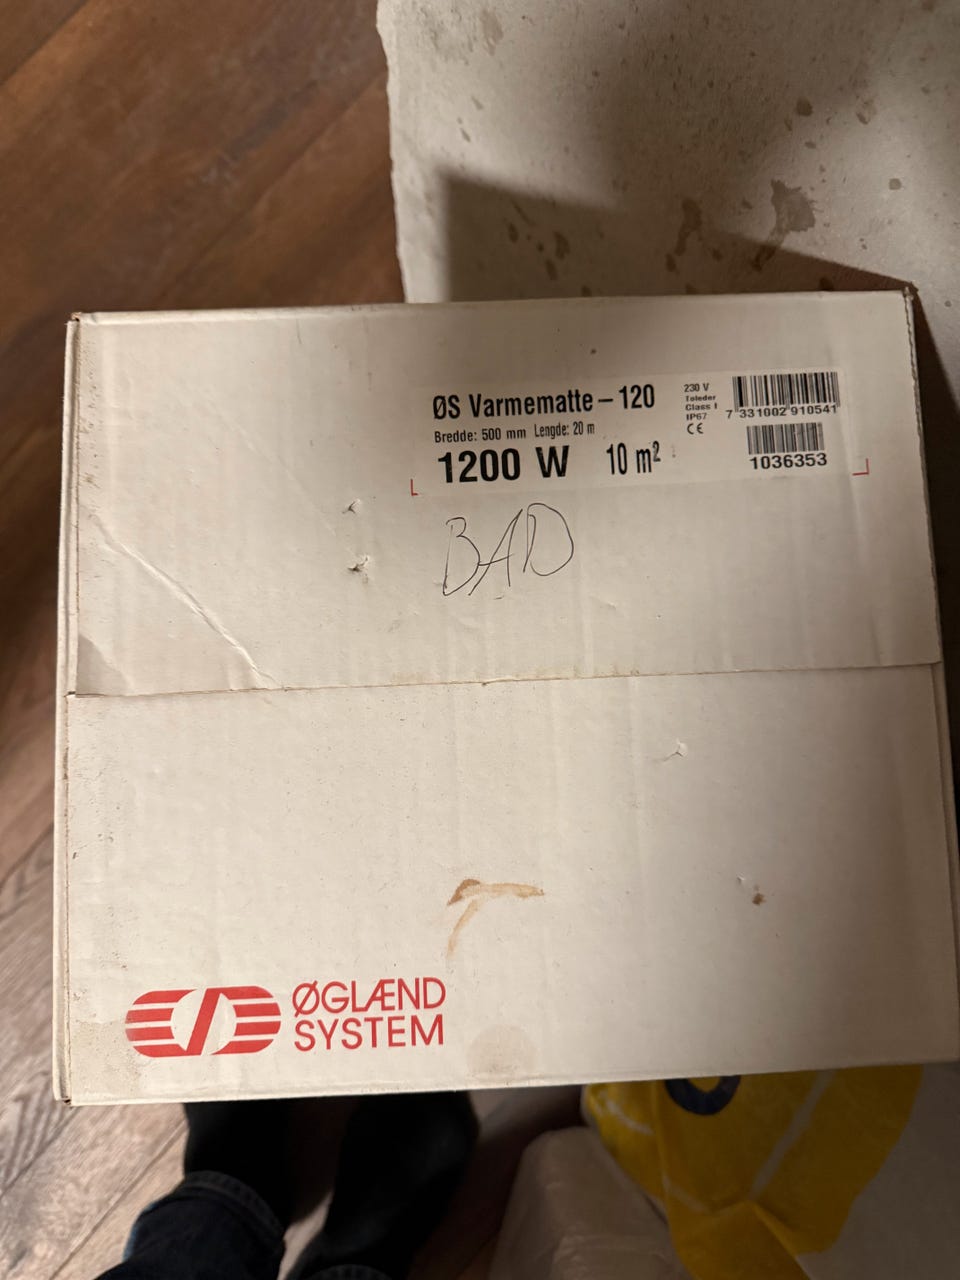 ØS Varmematte – 120
Bredde: 500 mm Lengde: 20 m
1200 W 10 m²
230 V
Toleder
Class I
IP67
CE
7 331002 910541
1036353
BAD
ØGLÆND
SYSTEM